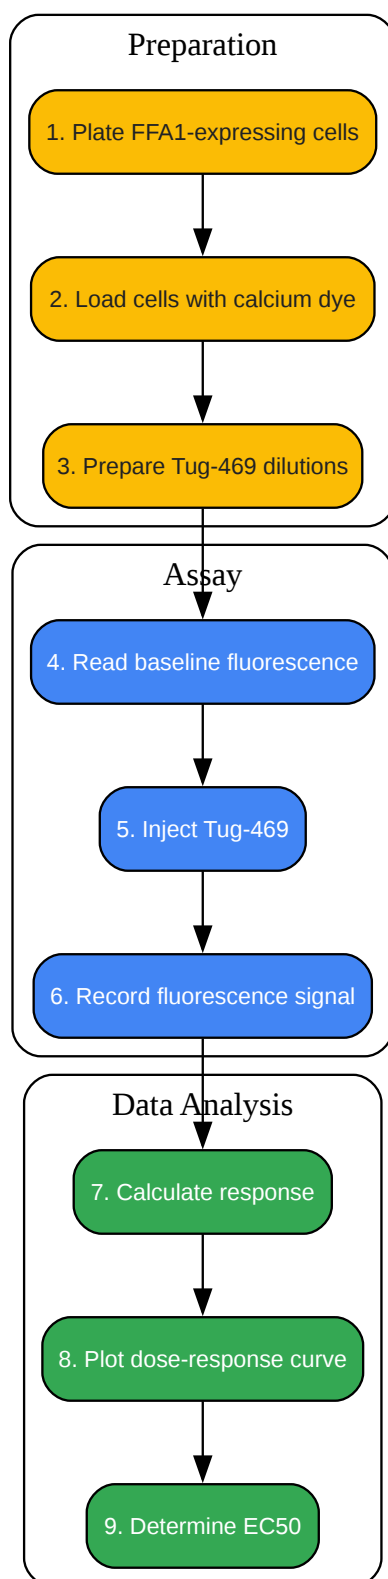 Preparation
1. Plate FFA1-expressing cells
2. Load cells with calcium dye
3. Prepare Tug-469 dilutions
Assay
4. Read baseline fluorescence
5. Inject Tug-469
6. Record fluorescence signal
Data Analysis
7. Calculate response
8. Plot dose-response curve
9. Determine EC50